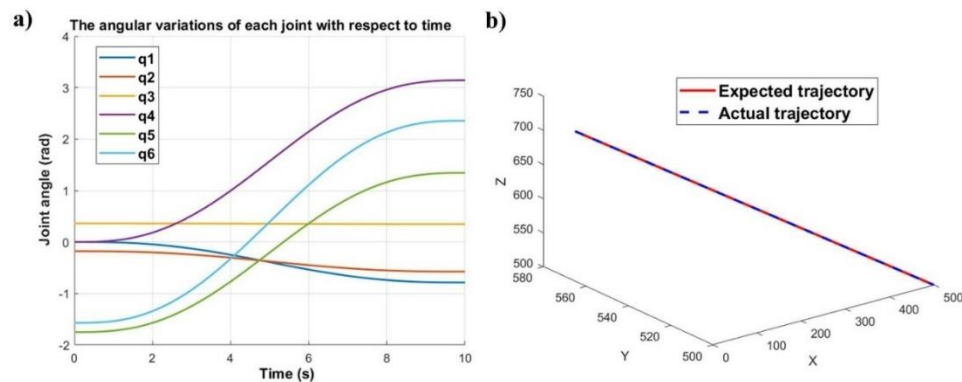 a)
The angular variations of each joint with respect to time
4
3
2
1
0
-1
-2
Joint angle (rad)
q1
q2
q3
q4
q5
q6
0 2 4 6 8 10
Time (s)
b)
Expected trajectory
Actual trajectory
750
700
650
600
550
500
Z
580
560
540
520
500
Y
0
100
200
300
400
500
X